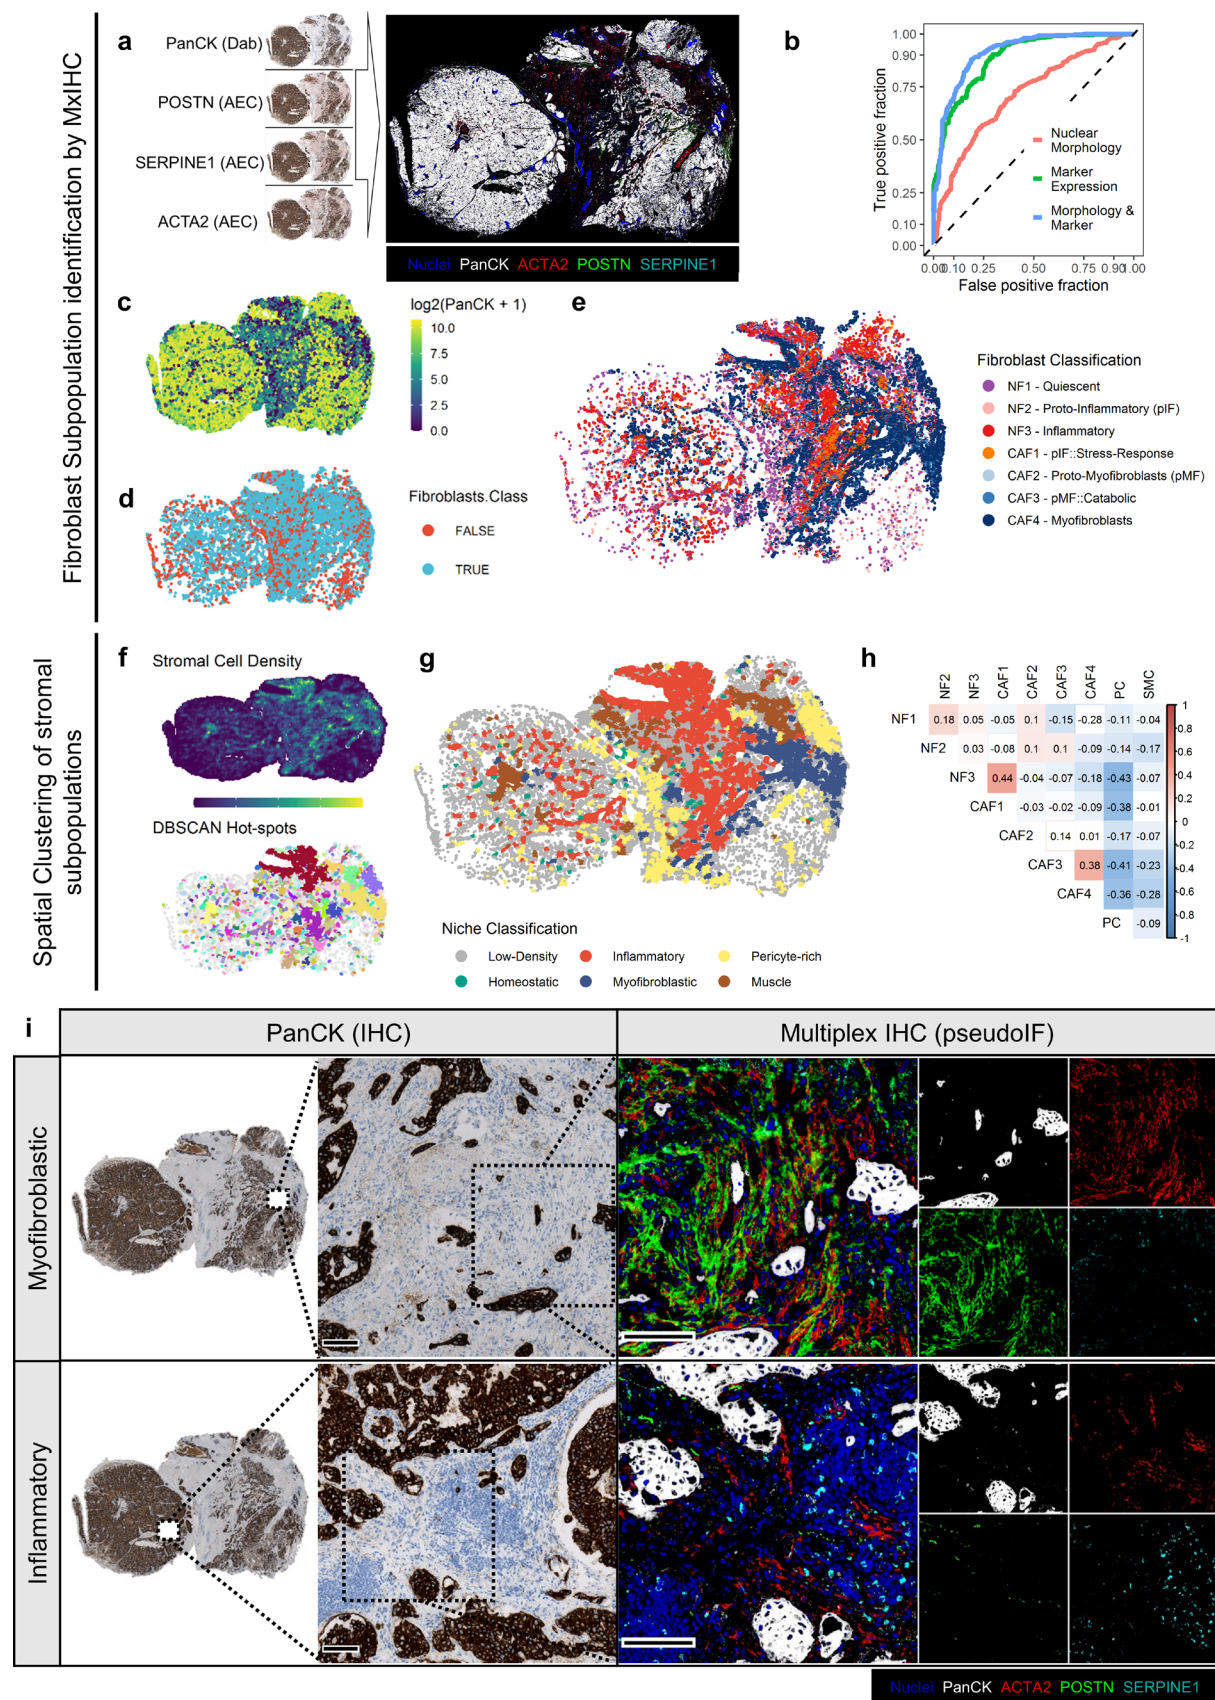 Fibroblast Subpopulation identification by MxIHC
a
PanCK (Dab)
POSTN (AEC)
SERPINE1 (AEC)
ACTA2 (AEC)
Nuclei PanCK ACTA2 POSTN SERPINE1
b
True positive fraction
1.00
0.90
0.75
0.50
0.25
0.10
0.00
Nuclear
Morphology
Marker
Expression
Morphology &
Marker
0.00 0.10 0.25 0.50 0.75 0.90 1.00
False positive fraction
c
log2(PanCK + 1)
10.0
7.5
5.0
2.5
0.0
d
Fibroblasts.Class
FALSE
TRUE
e
Fibroblast Classification
NF1 - Quiescent
NF2 - Proto-Inflammatory (pIF)
NF3 - Inflammatory
CAF1 - pIF::Stress-Response
CAF2 - Proto-Myofibroblasts (pMF)
CAF3 - pMF::Catabolic
CAF4 - Myofibroblasts
Spatial Clustering of stromal
subpopulations
f
Stromal Cell Density
DBSCAN Hot-spots
g
Niche Classification
Low-Density Inflammatory Pericyte-rich
Homeostatic Myofibroblastic Muscle
h
NF2 NF3 CAF1 CAF2 CAF3 CAF4 PC SMC
NF1 0.18 0.05 -0.05 0.1 -0.15 -0.28 -0.11 -0.04
NF2 0.03 -0.08 0.1 0.1 -0.09 -0.14 -0.17
NF3 0.44 -0.04 -0.07 -0.18 -0.43 -0.07
CAF1 -0.03 -0.02 -0.09 -0.38 -0.01
CAF2 0.14 0.01 -0.17 -0.07
CAF3 0.38 -0.41 -0.23
CAF4 -0.36 -0.28
PC -0.09
1
0.8
0.6
0.4
0.2
0
-0.2
-0.4
-0.6
-0.8
-1
i
PanCK (IHC) Multiplex IHC (pseudoIF)
Myofibroblastic
Inflammatory
Nuclei PanCK ACTA2 POSTN SERPINE1